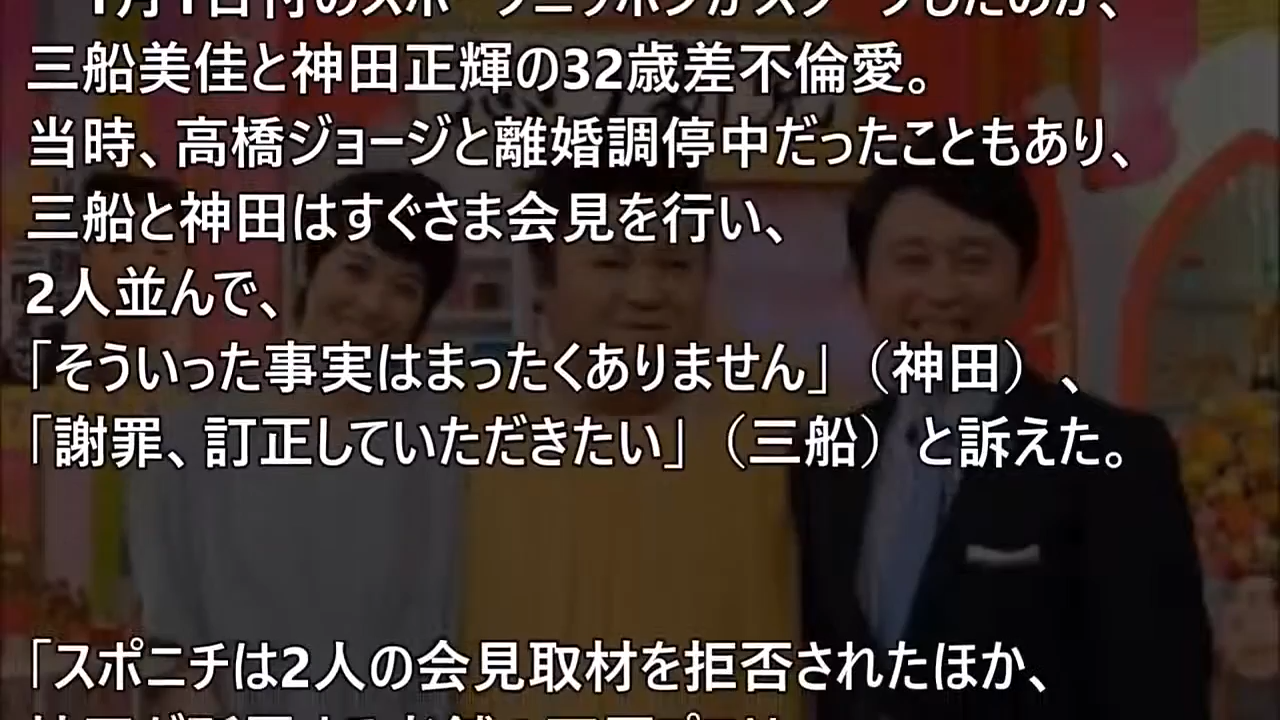 三船美佳と神田正輝の32歳差不倫愛。
当時、高橋ジョージと離婚調停中だったこともあり、
三船と神田はすぐさま会見を行い、
2人並んで、
「そういった事実はまったくありません」（神田）、
「謝罪、訂正していただきたい」（三船）と訴えた。
「スポニチは2人の会見取材を拒否されたほか、